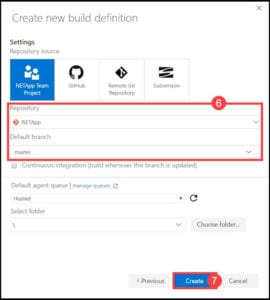 Create new build definition
Settings
Repository source
NETApp Team Project
GitHub
Remote Git Repository
Subversion
6
Repository
NETApp
Default branch
master
Continuous integration (build whenever this branch is updated)
Default agent queue | manage queues
Hosted
Select folder
\
Choose folder...
< Previous
Create
7
Cancel